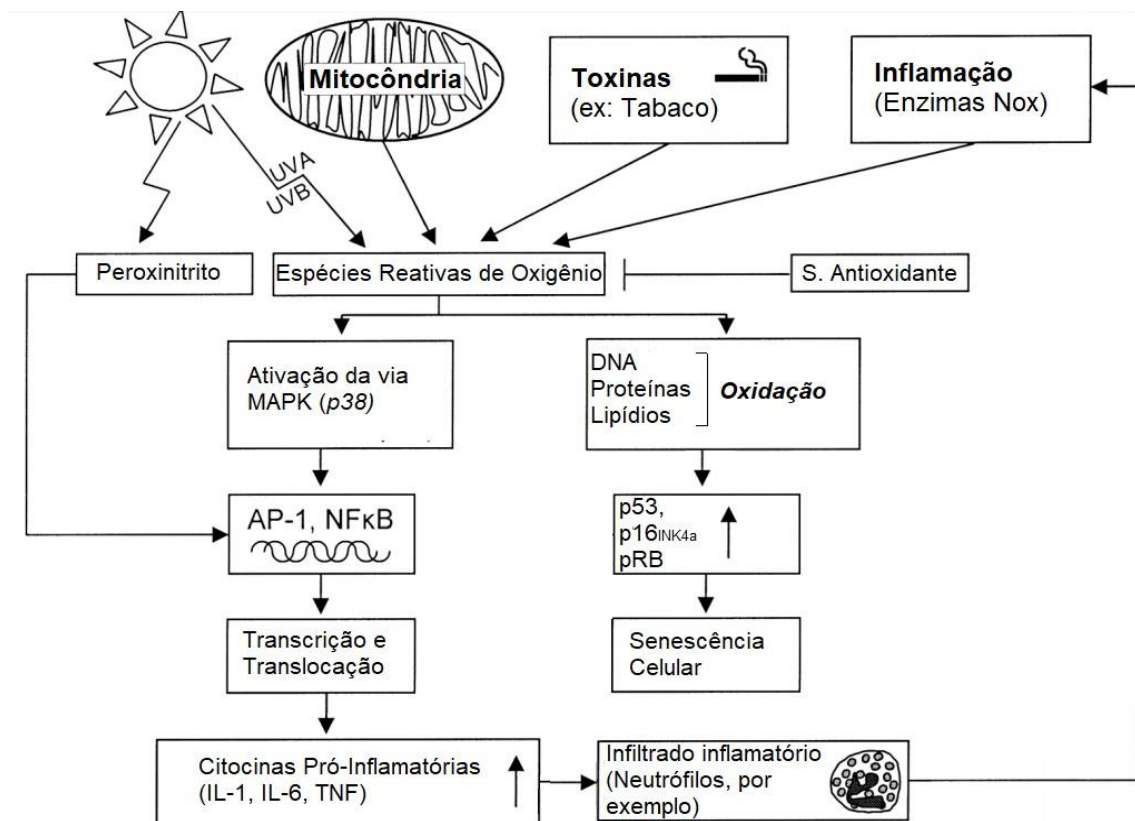 Mitocôndria
Toxinas
(ex: Tabaco)
Inflamação
(Enzimas Nox)
UVA
UVB
Peroxinitrito
Espécies Reativas de Oxigênio
S. Antioxidante
Ativação da via
MAPK (p38)
DNA
Proteínas
Lipídios
Oxidação
AP-1, NFκB
p53,
p16INK4a
pRB
Transcrição e
Translocação
Senescência
Celular
Citocinas Pró-Inflamatórias
(IL-1, IL-6, TNF)
Infiltrado inflamatório
(Neutrófilos, por
exemplo)